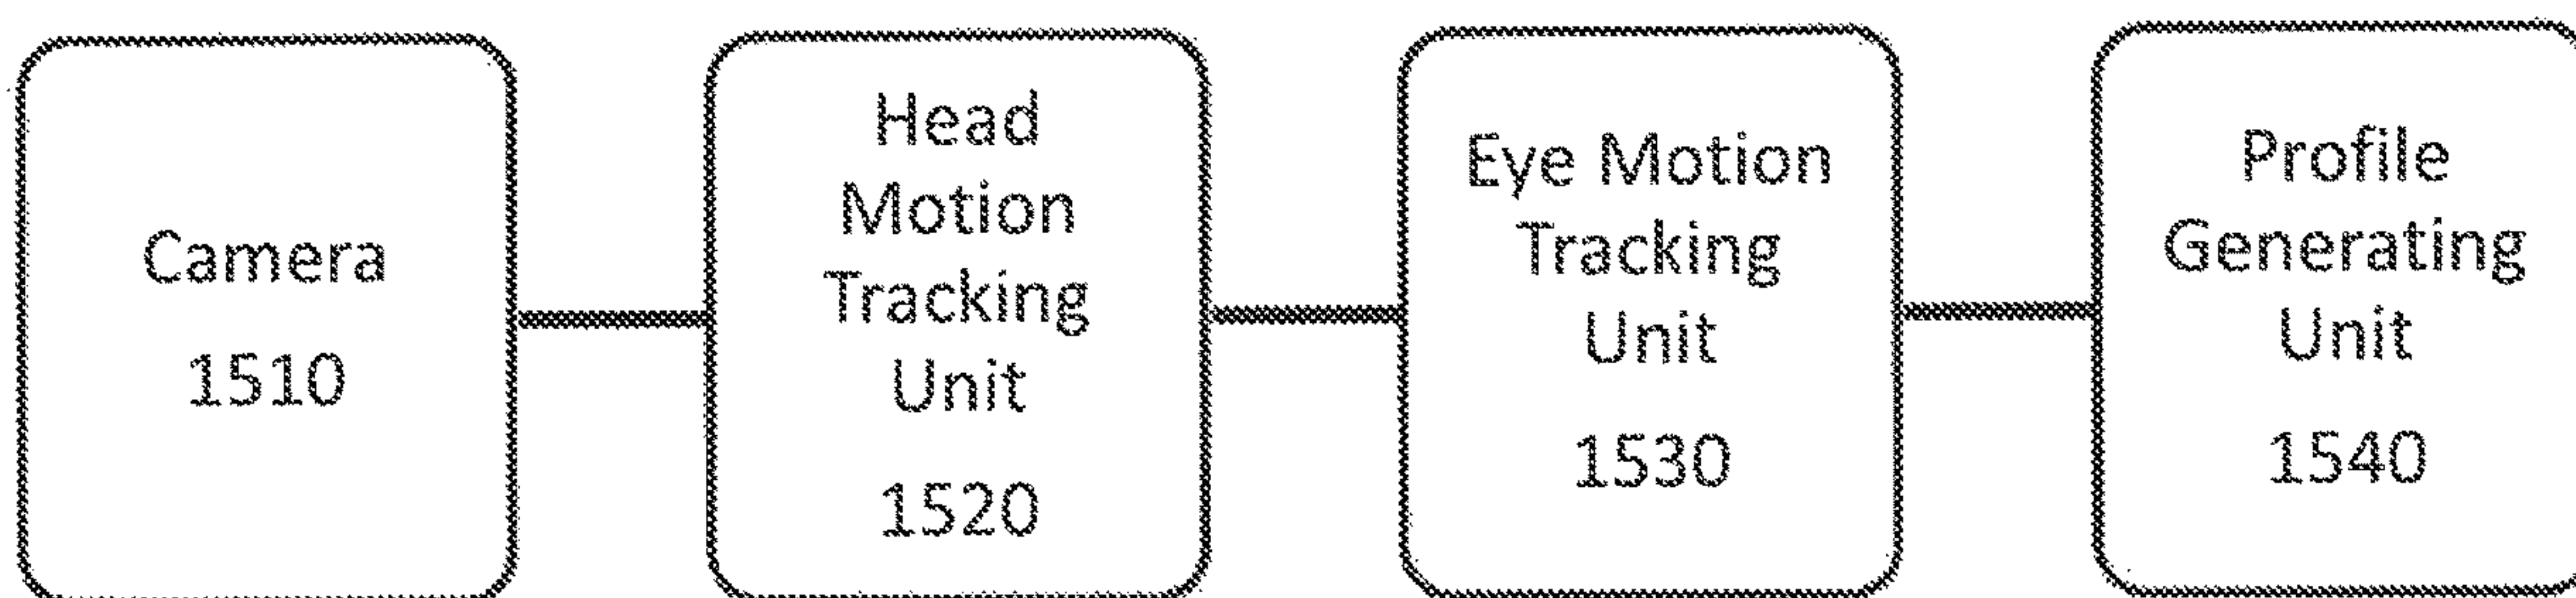 Camera
1510
Head
Motion
Tracking
Unit
1520
Eye Motion
Tracking
Unit
1530
Profile
Generating
Unit
1540